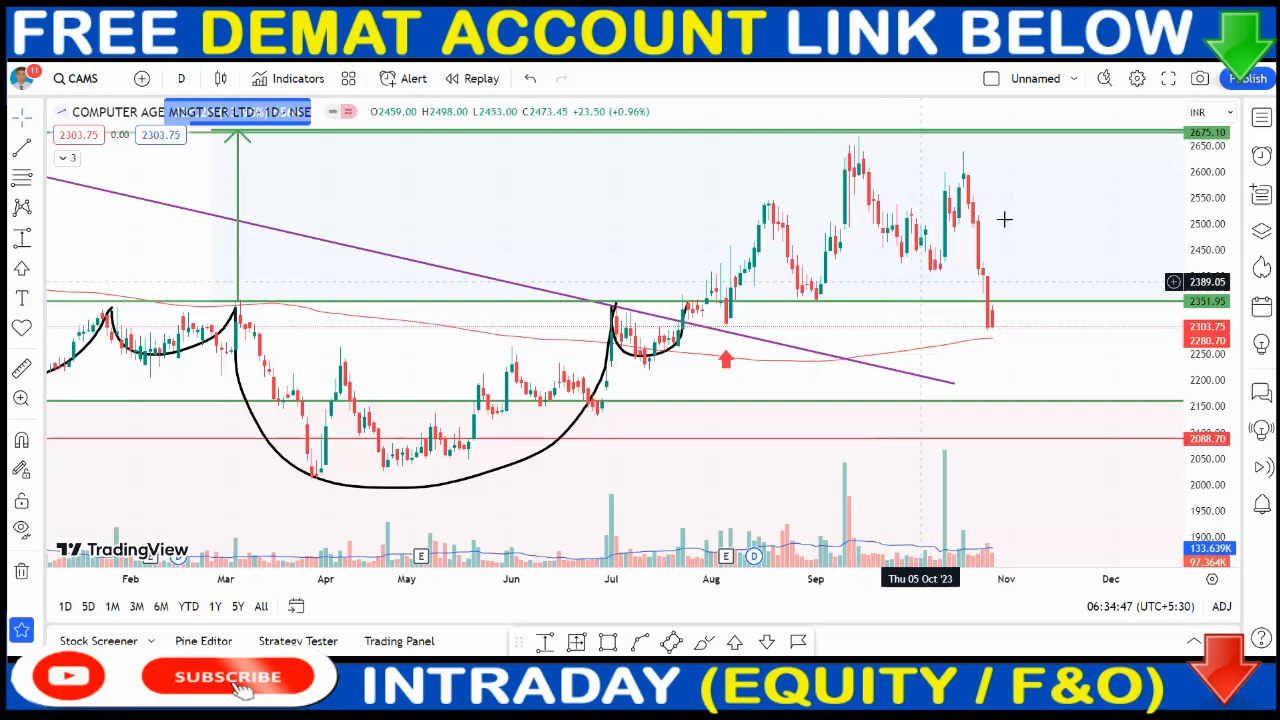 FREE DEMAT ACCOUNT LINK BELOW
11 CAMS D Indicators Alert Replay Unnamed Publish
COMPUTER AGE MNGT SER LTD · 1D · NSE O2459.00 H2498.00 L2453.00 C2473.45 +23.50 (+0.96%) INR
2303.75 0.00 2303.75
3
2675.10
2650.00
2600.00
2550.00
2500.00
2450.00
2389.05
2351.95
2303.75
2280.70
2250.00
2200.00
2150.00
2088.70
2050.00
2000.00
1950.00
1900.00
133.639K
97.364K
TradingView
E D E E D
Feb Mar Apr May Jun Jul Aug Sep Thu 05 Oct '23 Nov Dec
1D 5D 1M 3M 6M YTD 1Y 5Y All 06:34:47 (UTC+5:30) ADJ
Stock Screener Pine Editor Strategy Tester Trading Panel
SUBSCRIBE
INTRADAY (EQUITY / F&O)